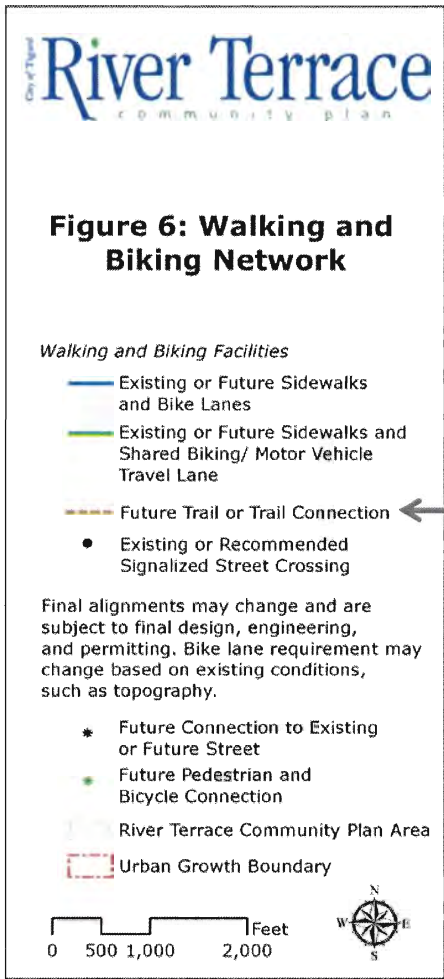 City of Tigard
River Terrace
community plan
Figure 6: Walking and
Biking Network
Walking and Biking Facilities
Existing or Future Sidewalks
and Bike Lanes
Existing or Future Sidewalks and
Shared Biking/ Motor Vehicle
Travel Lane
Future Trail or Trail Connection
Existing or Recommended
Signalized Street Crossing
Final alignments may change and are
subject to final design, engineering,
and permitting. Bike lane requirement may
change based on existing conditions,
such as topography.
Future Connection to Existing
or Future Street
Future Pedestrian and
Bicycle Connection
River Terrace Community Plan Area
Urban Growth Boundary
Feet
0 500 1,000 2,000
N
W E
S